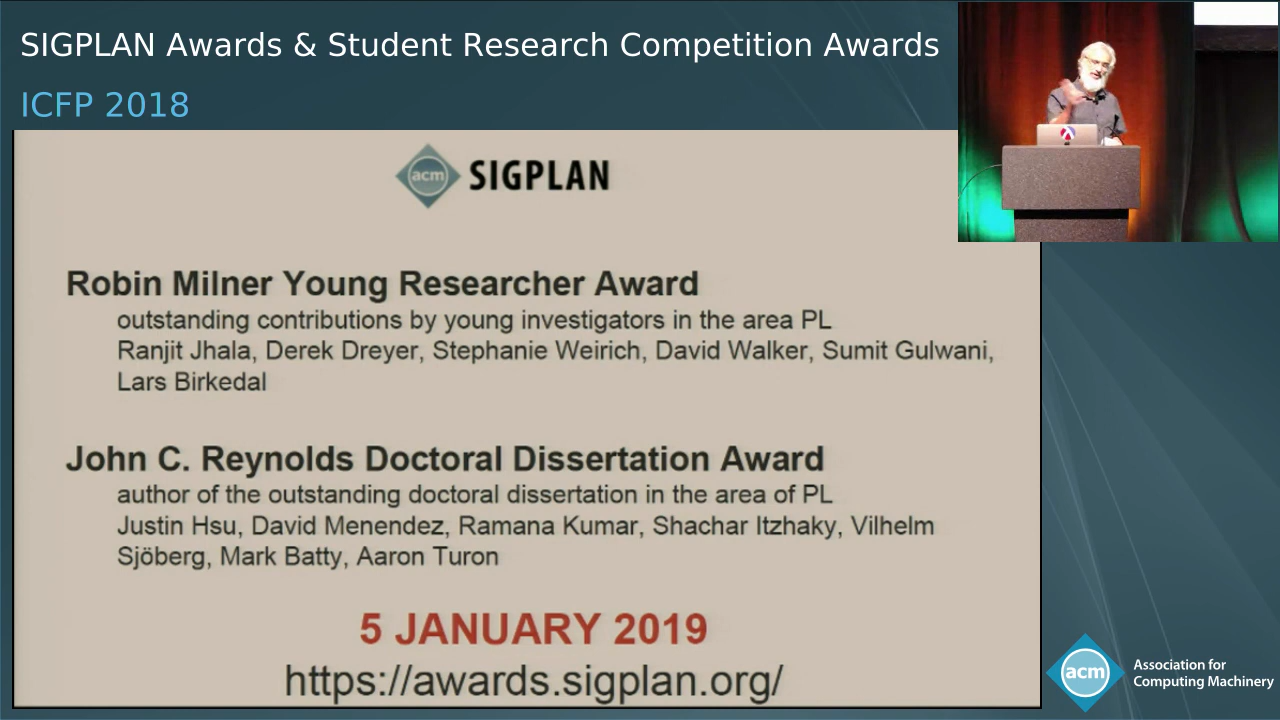 SIGPLAN Awards & Student Research Competition Awards
ICFP 2018
acm SIGPLAN
Robin Milner Young Researcher Award
outstanding contributions by young investigators in the area PL
Ranjit Jhala, Derek Dreyer, Stephanie Weirich, David Walker, Sumit Gulwani,
Lars Birkedal
John C. Reynolds Doctoral Dissertation Award
author of the outstanding doctoral dissertation in the area of PL
Justin Hsu, David Menendez, Ramana Kumar, Shachar Itzhaky, Vilhelm
Sjöberg, Mark Batty, Aaron Turon
5 JANUARY 2019
https://awards.sigplan.org/
acm
Association for
Computing Machinery